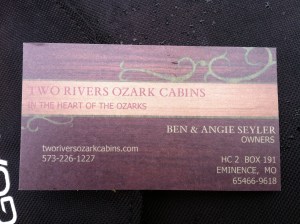 TWO RIVERS OZARK CABINS
IN THE HEART OF THE OZARKS
BEN & ANGIE SEYLER
OWNERS
tworiversozarkcabins.com
573-226-1227
HC 2 BOX 191
EMINENCE, MO
65466-9618